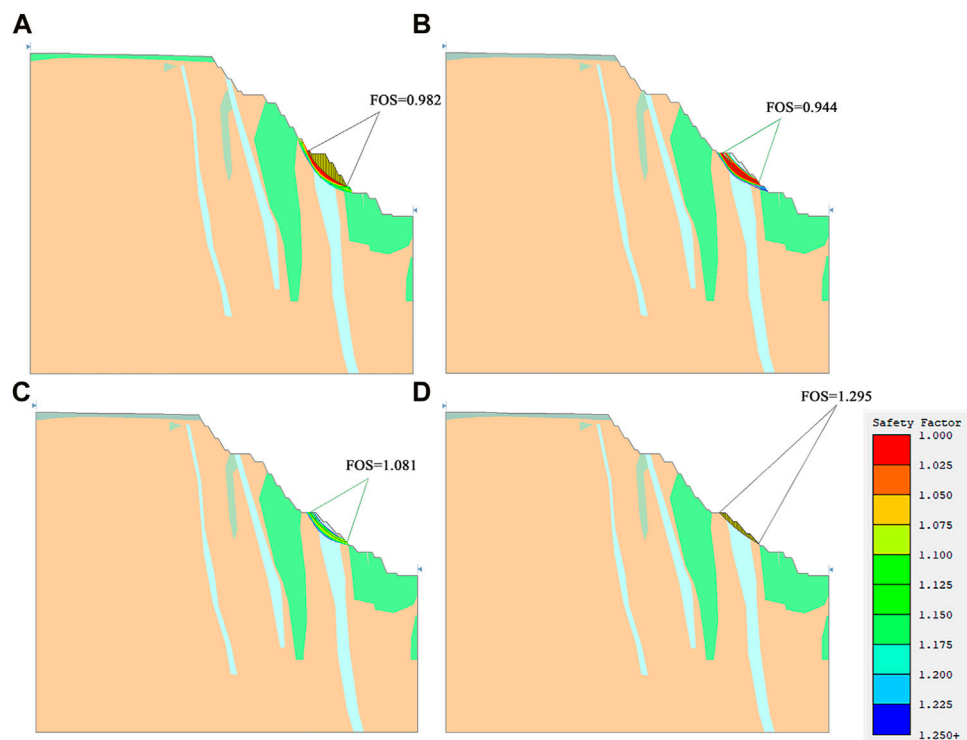 A
B
FOS=0.982
FOS=0.944
C
D
FOS=1.081
FOS=1.295
Safety Factor
1.000
1.025
1.050
1.075
1.100
1.125
1.150
1.175
1.200
1.225
1.250+